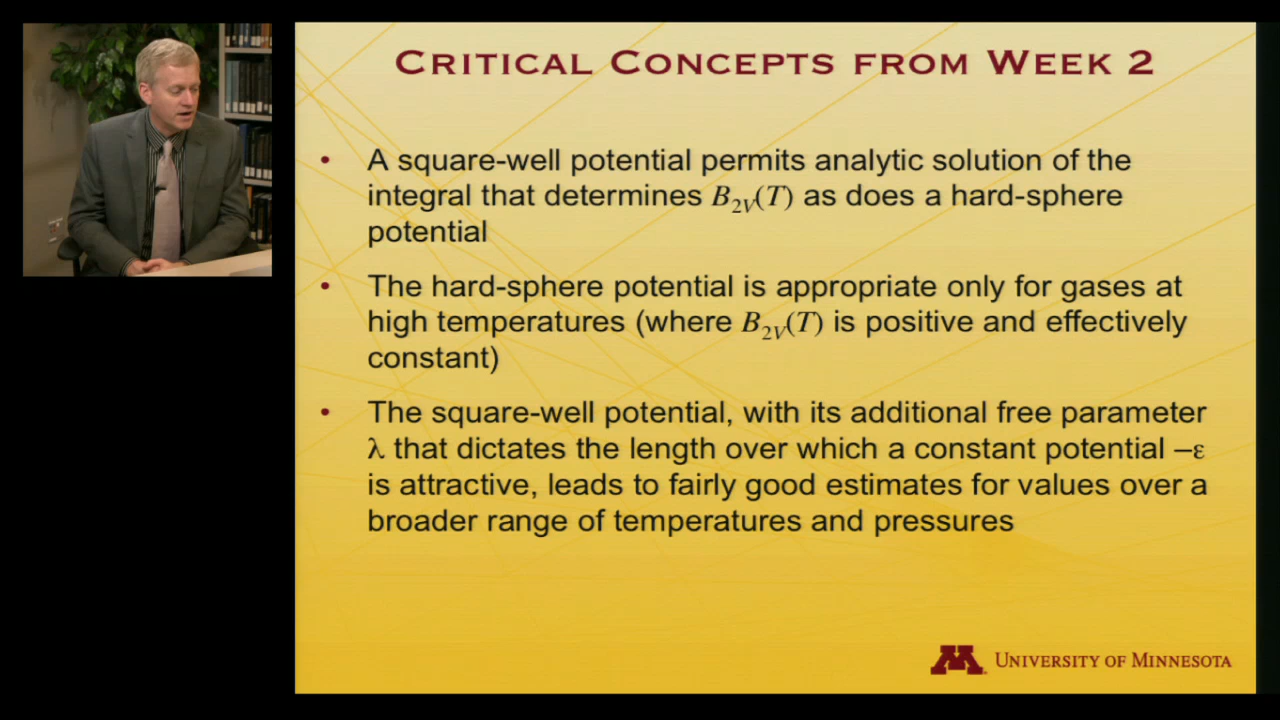 CRITICAL CONCEPTS FROM WEEK 2
• A square-well potential permits analytic solution of the
integral that determines B2V(T) as does a hard-sphere
potential
• The hard-sphere potential is appropriate only for gases at
high temperatures (where B2V(T) is positive and effectively
constant)
• The square-well potential, with its additional free parameter
λ that dictates the length over which a constant potential –ε
is attractive, leads to fairly good estimates for values over a
broader range of temperatures and pressures
M UNIVERSITY OF MINNESOTA